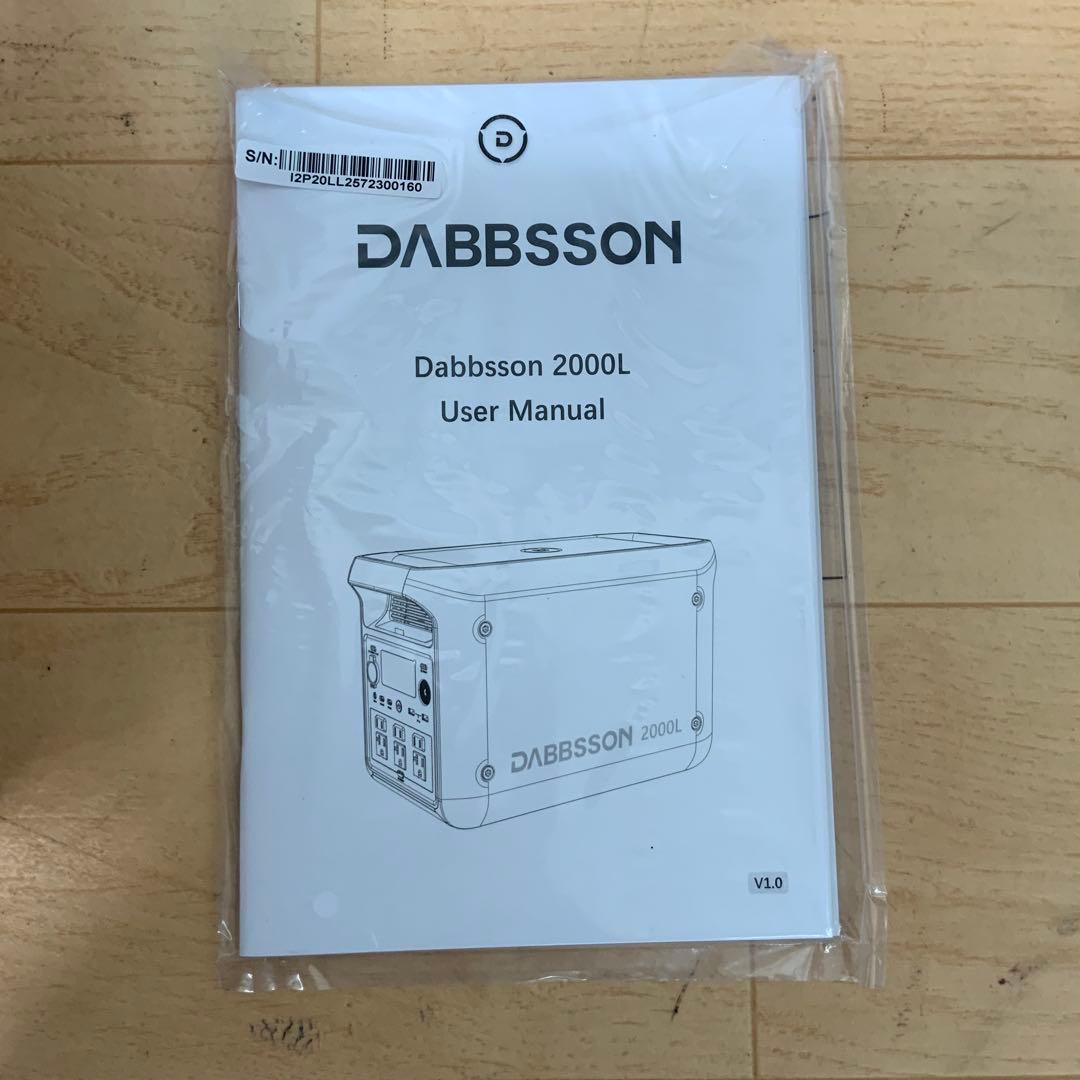 D
S/N:
I2P20LL2572300160
DABBSSON
Dabbsson 2000L
User Manual
DABBSSON 2000L
V1.0